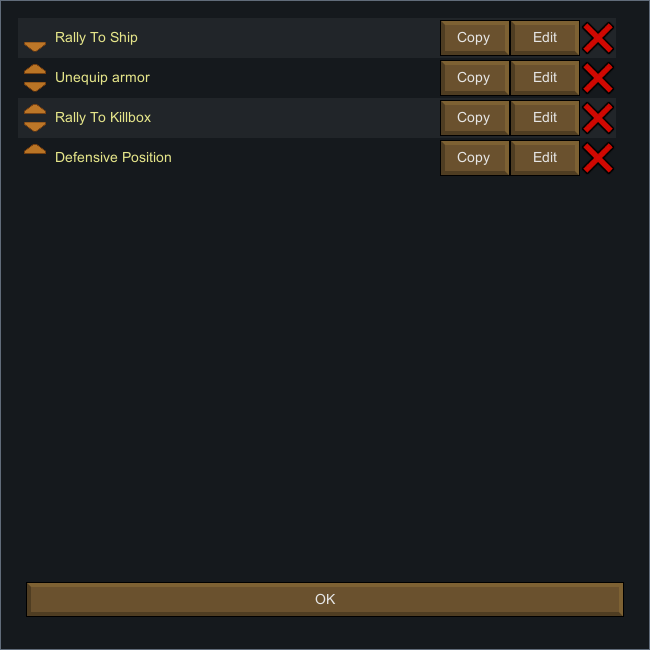 Rally To Ship Copy Edit
Unequip armor Copy Edit
Rally To Killbox Copy Edit
Defensive Position Copy Edit
OK